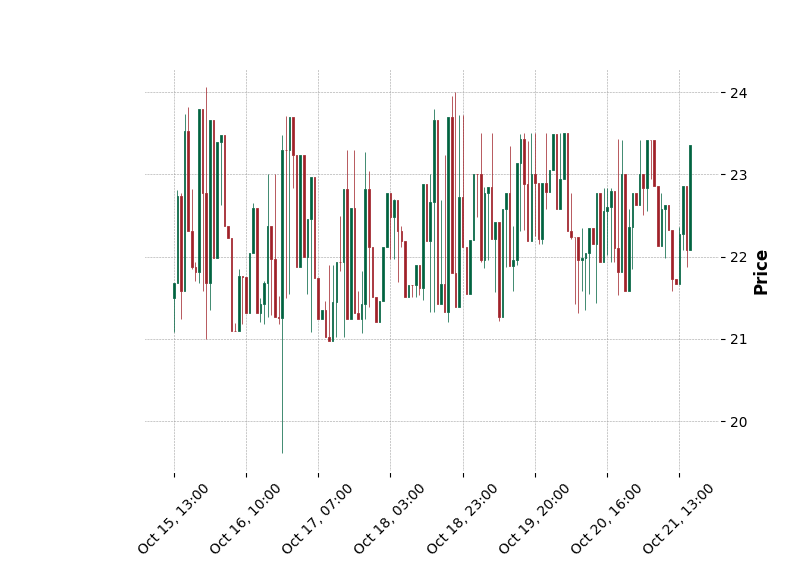 24
23
22
21
20
Price
Oct 15, 13:00
Oct 16, 10:00
Oct 17, 07:00
Oct 18, 03:00
Oct 18, 23:00
Oct 19, 20:00
Oct 20, 16:00
Oct 21, 13:00